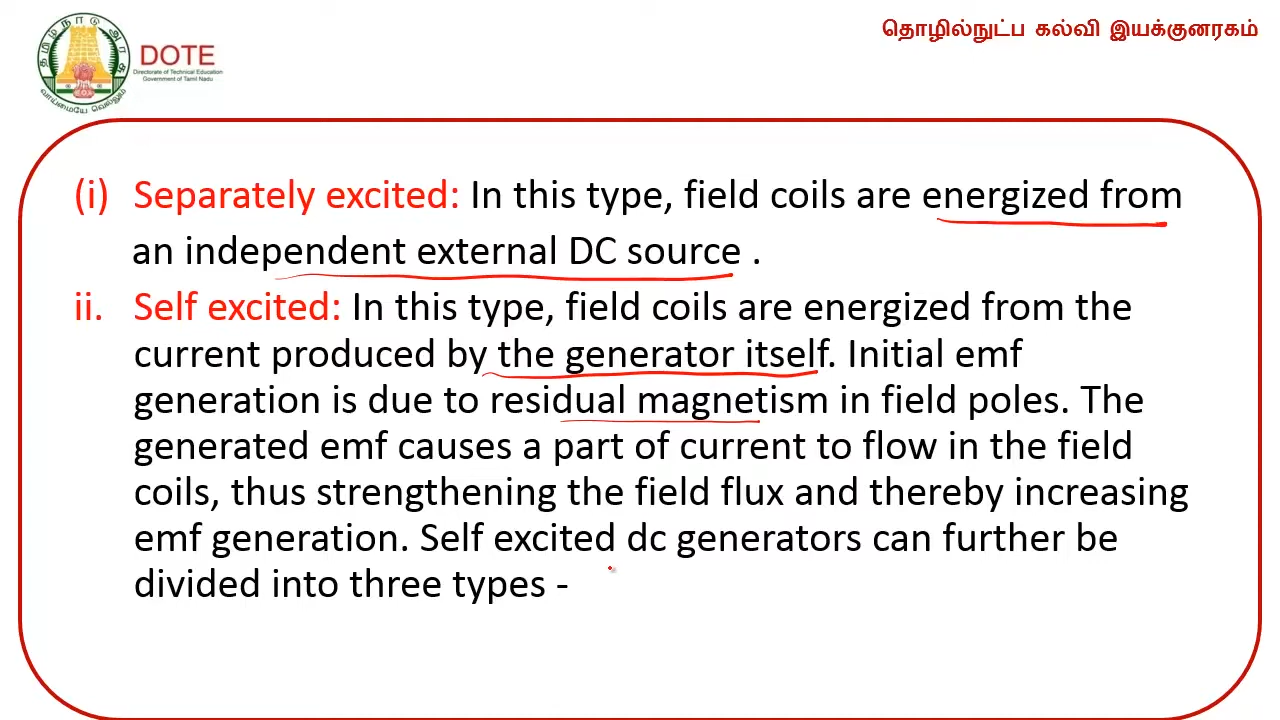 தொழில்நுட்ப கல்வி இயக்குனரகம்
DOTE
Directorate of Technical Education
Government of Tamil Nadu
(i) Separately excited: In this type, field coils are energized from
an independent external DC source .
ii. Self excited: In this type, field coils are energized from the
current produced by the generator itself. Initial emf
generation is due to residual magnetism in field poles. The
generated emf causes a part of current to flow in the field
coils, thus strengthening the field flux and thereby increasing
emf generation. Self excited dc generators can further be
divided into three types -